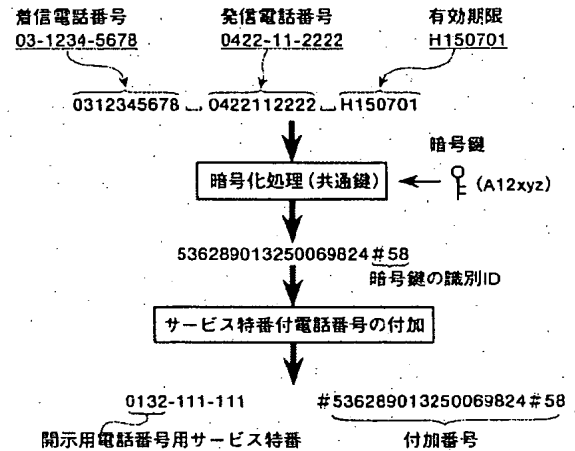 着信電話番号 発信電話番号 有効期限
03-1234-5678 0422-11-2222 H150701
0312345678 ␣ 0422112222 ␣ H150701
暗号鍵
暗号化処理(共通鍵) (A12xyz)
536289013250069824#58
暗号鍵の識別ID
サービス特番付電話番号の付加
0132-111-111 #536289013250069824#58
開示用電話番号用サービス特番 付加番号